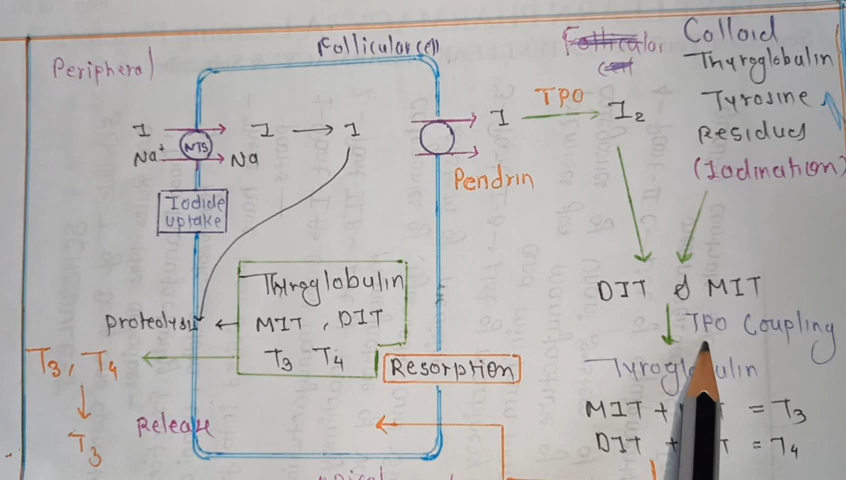 Follicular cell
Peripheral
I
Na+
NIS
I → I
Na
Iodide
uptake
Pendrin
I
TPO
I2
Colloid
Thyroglobulin
Tyrosine
Residues
(Iodination)
DIT & MIT
TPO Coupling
MIT + = T3
DIT + = T4
Thyroglobulin
MIT, DIT
T3 T4
proteolysis
T3, T4
T3
Resorption
Release